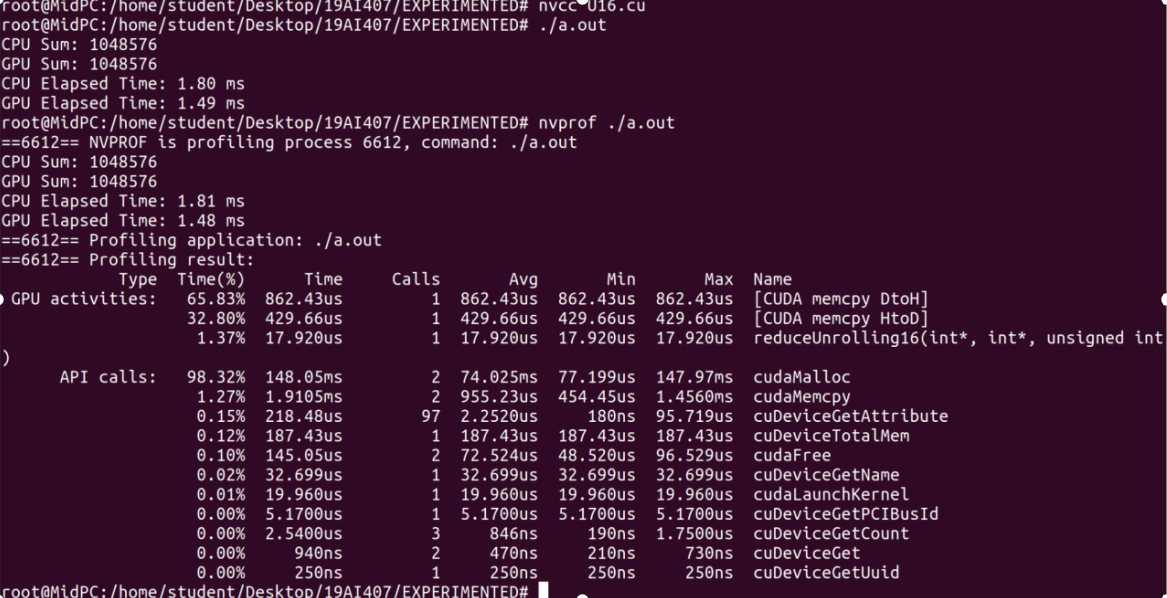 root@MidPC:/home/student/Desktop/19AI407/EXPERIMENTED# nvcc U16.cu
root@MidPC:/home/student/Desktop/19AI407/EXPERIMENTED# ./a.out
CPU Sum: 1048576
GPU Sum: 1048576
CPU Elapsed Time: 1.80 ms
GPU Elapsed Time: 1.49 ms
root@MidPC:/home/student/Desktop/19AI407/EXPERIMENTED# nvprof ./a.out
==6612== NVPROF is profiling process 6612, command: ./a.out
CPU Sum: 1048576
GPU Sum: 1048576
CPU Elapsed Time: 1.81 ms
GPU Elapsed Time: 1.48 ms
==6612== Profiling application: ./a.out
==6612== Profiling result:
            Type  Time(%)      Time     Calls       Avg       Min       Max  Name
 GPU activities:   65.83%  862.43us         1  862.43us  862.43us  862.43us  [CUDA memcpy DtoH]
                   32.80%  429.66us         1  429.66us  429.66us  429.66us  [CUDA memcpy HtoD]
                    1.37%  17.920us         1  17.920us  17.920us  17.920us  reduceUnrolling16(int*, int*, unsigned int
)
      API calls:   98.32%  148.05ms         2  74.025ms  77.199us  147.97ms  cudaMalloc
                    1.27%  1.9105ms         2  955.23us  454.45us  1.4560ms  cudaMemcpy
                    0.15%  218.48us        97  2.2520us     180ns  95.719us  cuDeviceGetAttribute
                    0.12%  187.43us         1  187.43us  187.43us  187.43us  cuDeviceTotalMem
                    0.10%  145.05us         2  72.524us  48.520us  96.529us  cudaFree
                    0.02%  32.699us         1  32.699us  32.699us  32.699us  cuDeviceGetName
                    0.01%  19.960us         1  19.960us  19.960us  19.960us  cudaLaunchKernel
                    0.00%  5.1700us         1  5.1700us  5.1700us  5.1700us  cuDeviceGetPCIBusId
                    0.00%  2.5400us         3     846ns     190ns  1.7500us  cuDeviceGetCount
                    0.00%     940ns         2     470ns     210ns     730ns  cuDeviceGet
                    0.00%     250ns         1     250ns     250ns     250ns  cuDeviceGetUuid
root@MidPC:/home/student/Desktop/19AI407/EXPERIMENTED#